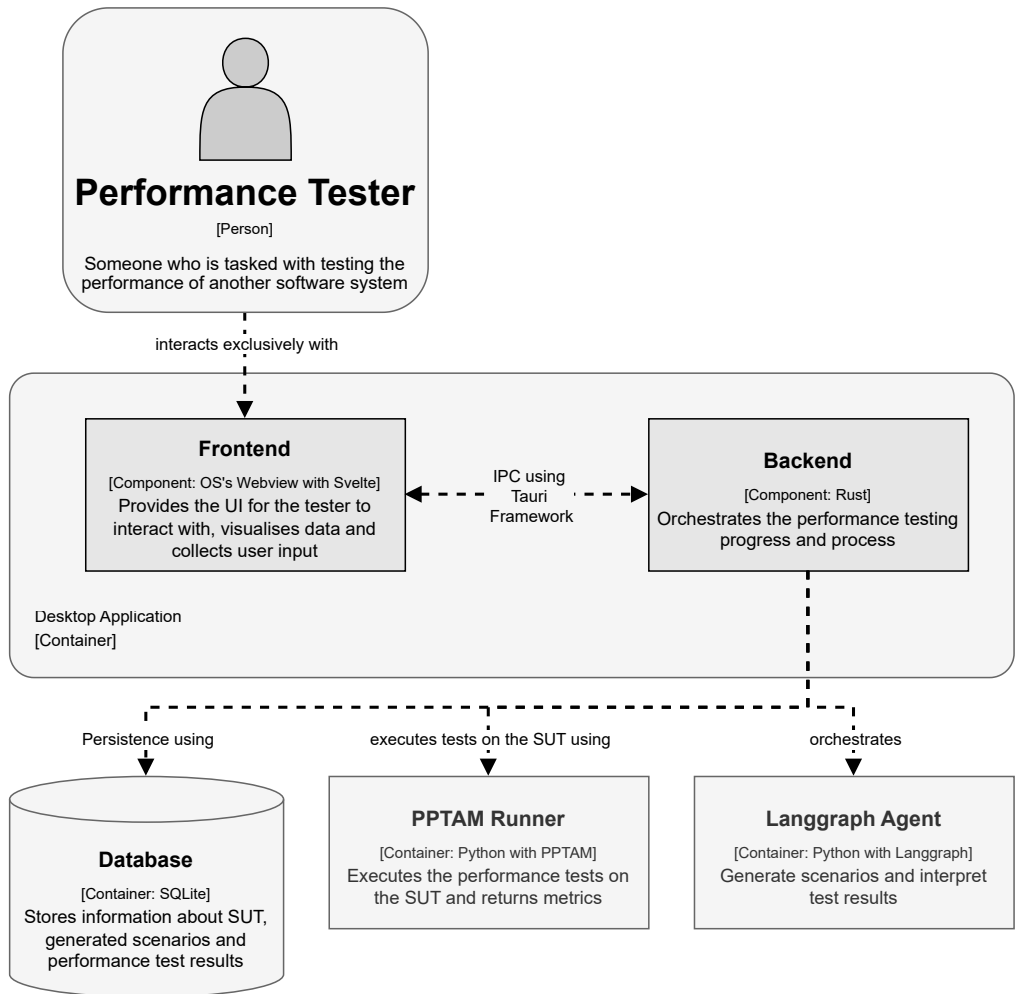 Performance Tester
[Person]
Someone who is tasked with testing the
performance of another software system
interacts exclusively with
Frontend
[Component: OS's Webview with Svelte]
Provides the UI for the tester to
interact with, visualises data and
collects user input
IPC using
Tauri
Framework
Backend
[Component: Rust]
Orchestrates the performance testing
progress and process
Desktop Application
[Container]
Persistence using
executes tests on the SUT using
orchestrates
Database
[Container: SQLite]
Stores information about SUT,
generated scenarios and
performance test results
PPTAM Runner
[Container: Python with PPTAM]
Executes the performance tests on
the SUT and returns metrics
Langgraph Agent
[Container: Python with Langgraph]
Generate scenarios and interpret
test results